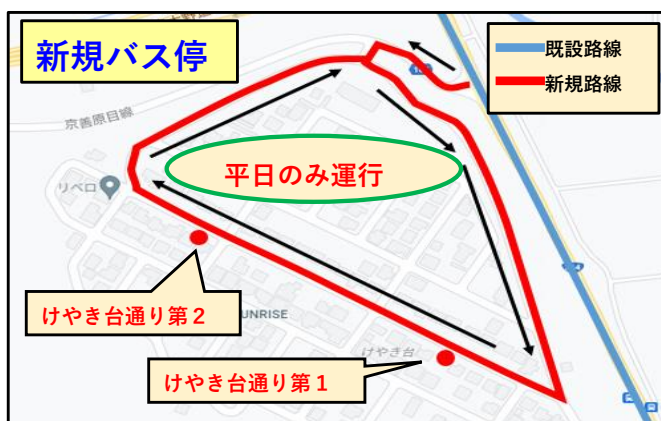 新規バス停
既設路線
新規路線
京善原目線
平日のみ運行
リベロ
けやき台通り第２
UNRISE
けやき台
けやき台通り第１